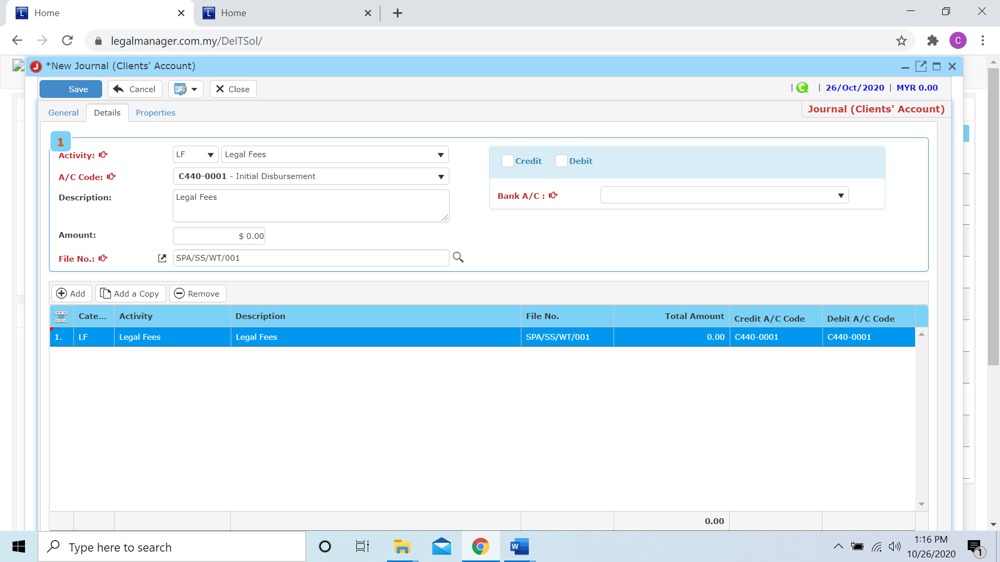 Home
Home
legalmanager.com.my/DeITSol/
C
J *New Journal (Clients' Account)
Save Cancel Close | C | 26/Oct/2020 | MYR 0.00
General Details Properties Journal (Clients' Account)
1
Activity: LF Legal Fees
Credit Debit
A/C Code: C440-0001 - Initial Disbursement
Bank A/C :
Description: Legal Fees
Amount: $ 0.00
File No.: SPA/SS/WT/001
Add Add a Copy Remove
Cate... Activity Description File No. Total Amount Credit A/C Code Debit A/C Code
1. LF Legal Fees Legal Fees SPA/SS/WT/001 0.00 C440-0001 C440-0001
0.00
Type here to search
W
1:16 PM
10/26/2020
1